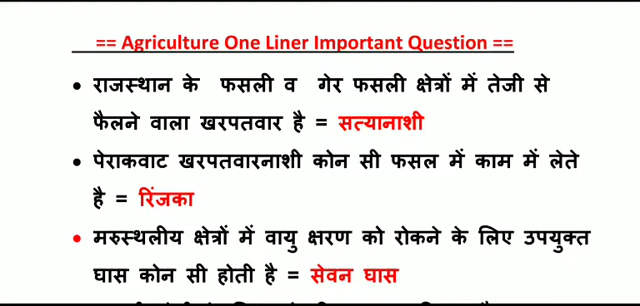 == Agriculture One Liner Important Question ==
• राजस्थान के फसली व गेर फसली क्षेत्रों में तेजी से
फैलने वाला खरपतवार है = सत्यानाशी
• पेराकवाट खरपतवारनाशी कोन सी फसल में काम में लेते
है = रिंजका
• मरुस्थलीय क्षेत्रों में वायु क्षरण को रोकने के लिए उपयुक्त
घास कोन सी होती है = सेवन घास